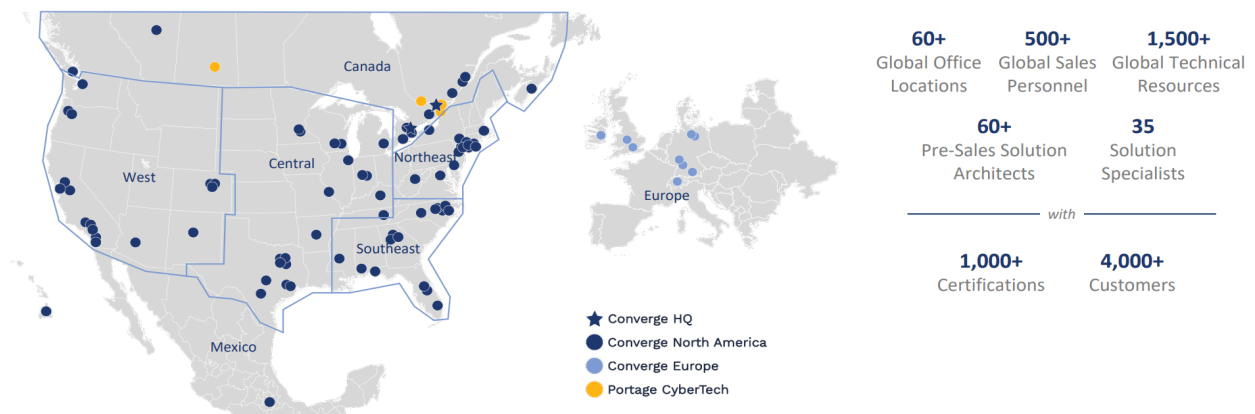 Canada
West
Central
Northeast
Southeast
Mexico
Europe
Converge HQ
Converge North America
Converge Europe
Portage CyberTech
60+
Global Office
Locations
500+
Global Sales
Personnel
1,500+
Global Technical
Resources
60+
Pre-Sales Solution
Architects
35
Solution
Specialists
with
1,000+
Certifications
4,000+
Customers